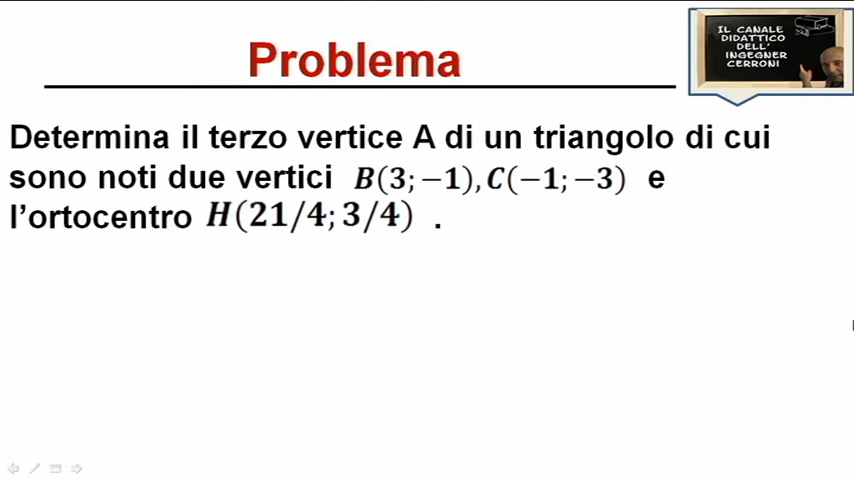 Problema
IL CANALE
DIDATTICO
DELL'
INGEGNER
CERRONI
Determina il terzo vertice A di un triangolo di cui
sono noti due vertici B(3;−1),C(−1;−3) e
l'ortocentro H(21/4;3/4) .